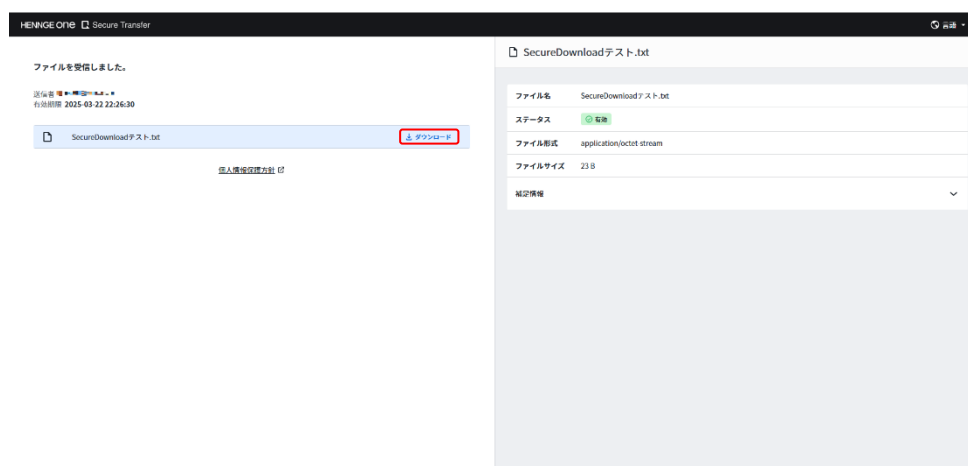 HENNGE one Secure Transfer
言語
ファイルを受信しました。
送信者
有効期限 2025-03-22 22:26:30
SecureDownloadテスト.txt
ダウンロード
個人情報保護方針
SecureDownloadテスト.txt
ファイル名 SecureDownloadテスト.txt
ステータス 有効
ファイル形式 application/octet-stream
ファイルサイズ 23 B
補足情報